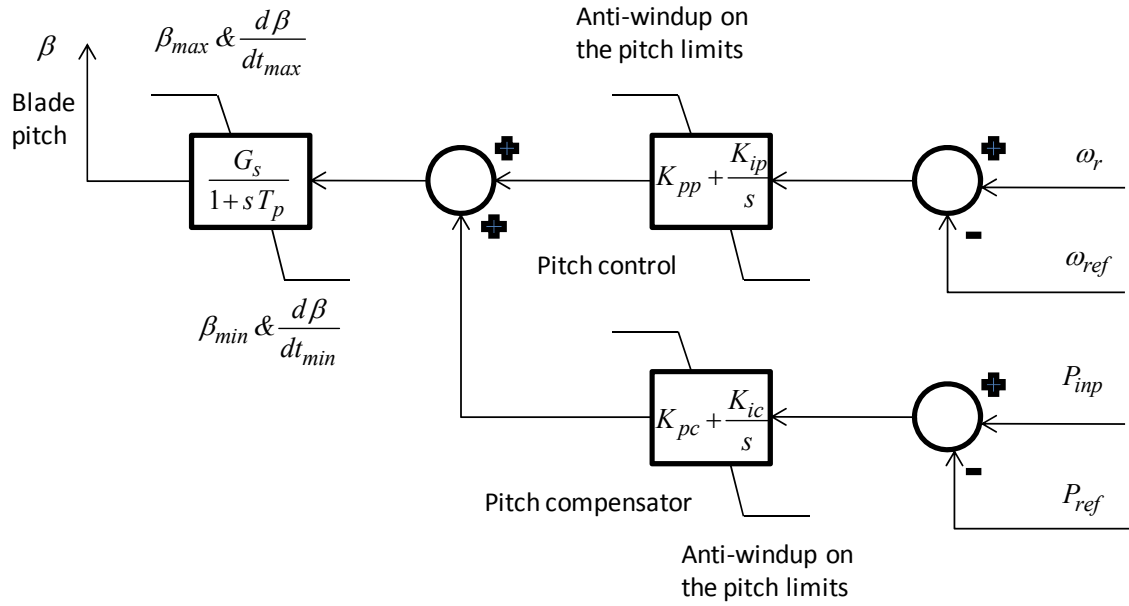 Anti-windup on
the pitch limits
β_max & dβ/dt_max
β
Blade
pitch
G_s/(1+sT_p)
+
+
K_pp + K_ip/s
+
-
ω_r
ω_ref
Pitch control
β_min & dβ/dt_min
K_pc + K_ic/s
+
-
P_inp
P_ref
Pitch compensator
Anti-windup on
the pitch limits